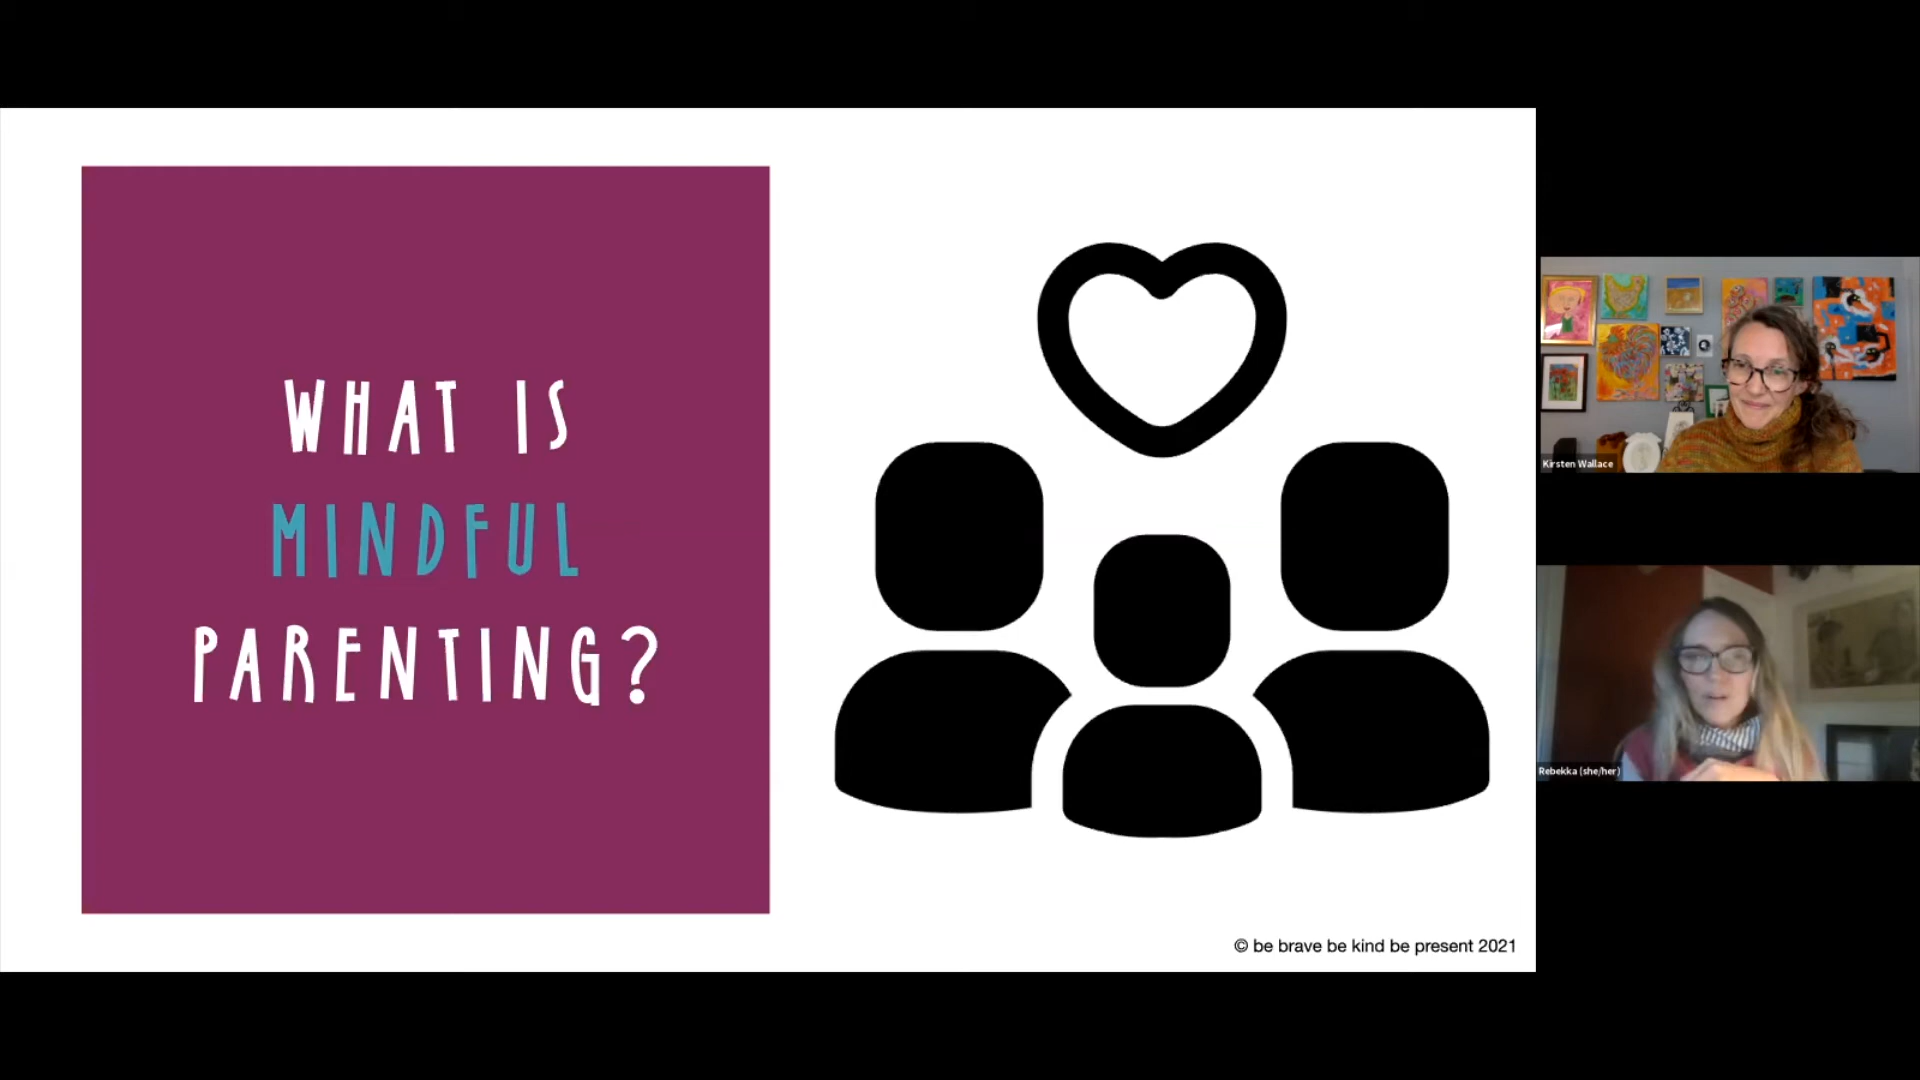 WHAT IS
MINDFUL
PARENTING?
© be brave be kind be present 2021
Kirsten Wallace
Rebekka (she/her)